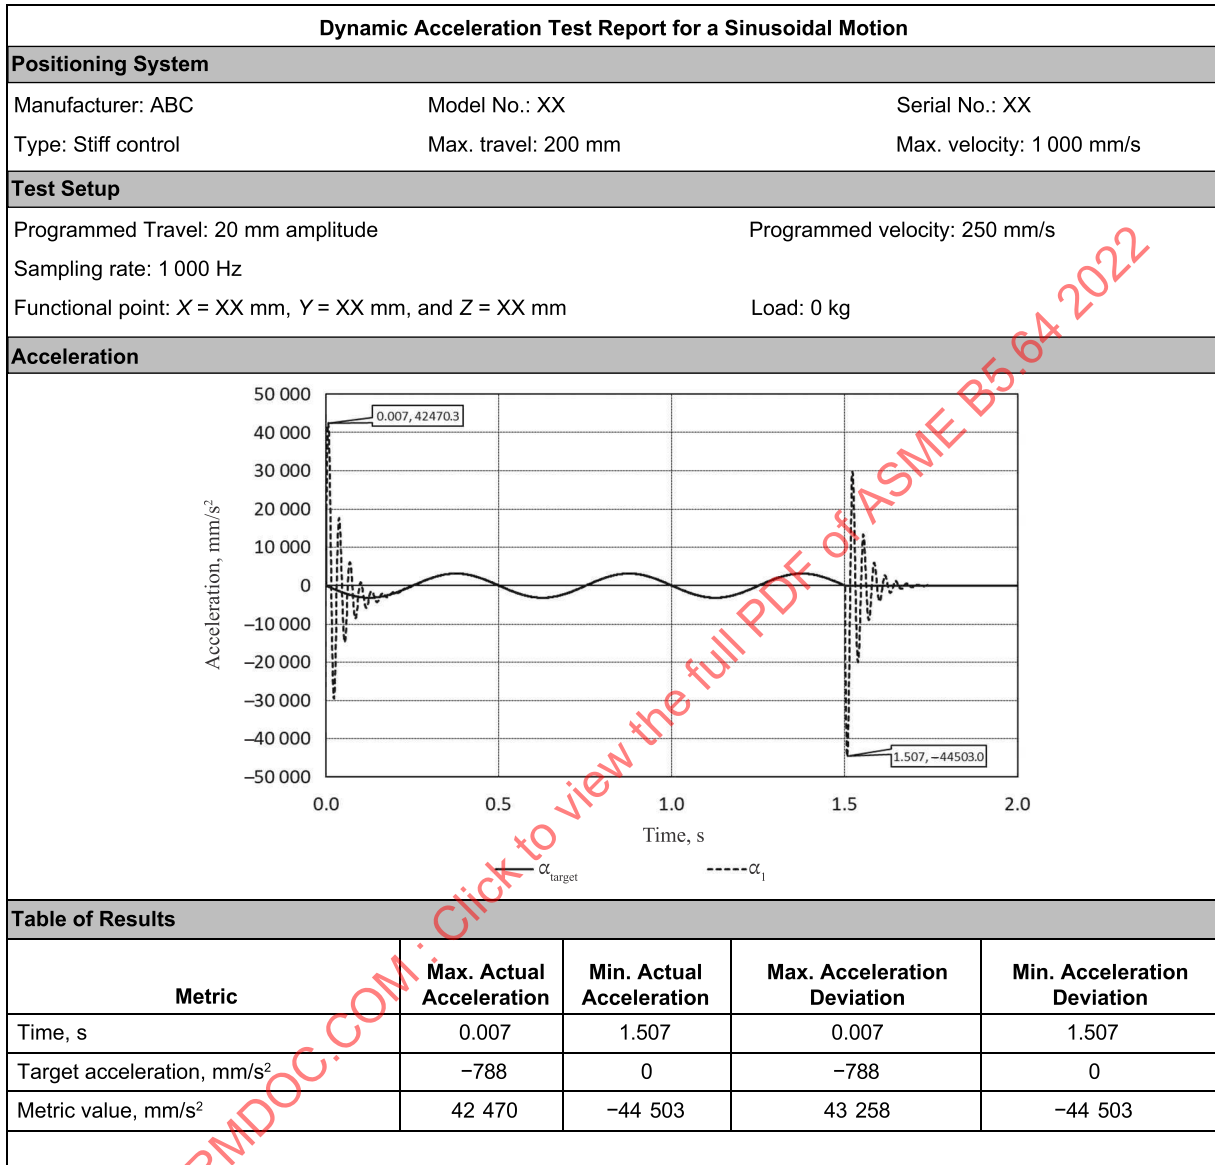 Dynamic Acceleration Test Report for a Sinusoidal Motion
Positioning System
Manufacturer: ABC Model No.: XX Serial No.: XX
Type: Stiff control Max. travel: 200 mm Max. velocity: 1 000 mm/s
Test Setup
Programmed Travel: 20 mm amplitude Programmed velocity: 250 mm/s
Sampling rate: 1 000 Hz
Functional point: X = XX mm, Y = XX mm, and Z = XX mm Load: 0 kg
Acceleration
50 000
40 000
30 000
20 000
10 000
0
−10 000
−20 000
−30 000
−40 000
−50 000
Acceleration, mm/s²
0.007, 42470.3
1.507, −44503.0
0.0 0.5 1.0 1.5 2.0
Time, s
α target α 1
Table of Results
Metric Max. Actual Acceleration Min. Actual Acceleration Max. Acceleration Deviation Min. Acceleration Deviation
Time, s 0.007 1.507 0.007 1.507
Target acceleration, mm/s² −788 0 −788 0
Metric value, mm/s² 42 470 −44 503 43 258 −44 503
RMDOC.COM : Click to view the full PDF of ASME B5.64 2022